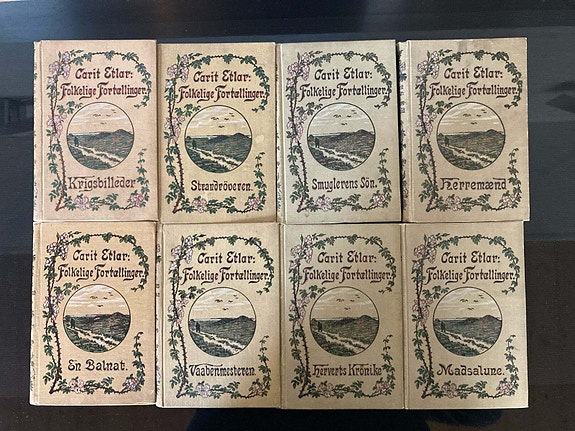 Carit Etlar:
Folkelige Fortællinger.
Krigsbilleder
Carit Etlar:
Folkelige Fortællinger.
Strandröveren.
Carit Etlar:
Folkelige Fortællinger.
Smuglerens Sön.
Carit Etlar:
Folkelige Fortællinger.
Herremænd
Carit Etlar:
Folkelige Fortællinger.
En Balnat.
Carit Etlar:
Folkelige Fortællinger.
Vaabenmesteren.
Carit Etlar:
Folkelige Fortællinger.
Herverts Krönike
Carit Etlar:
Folkelige Fortællinger.
Madsalune.